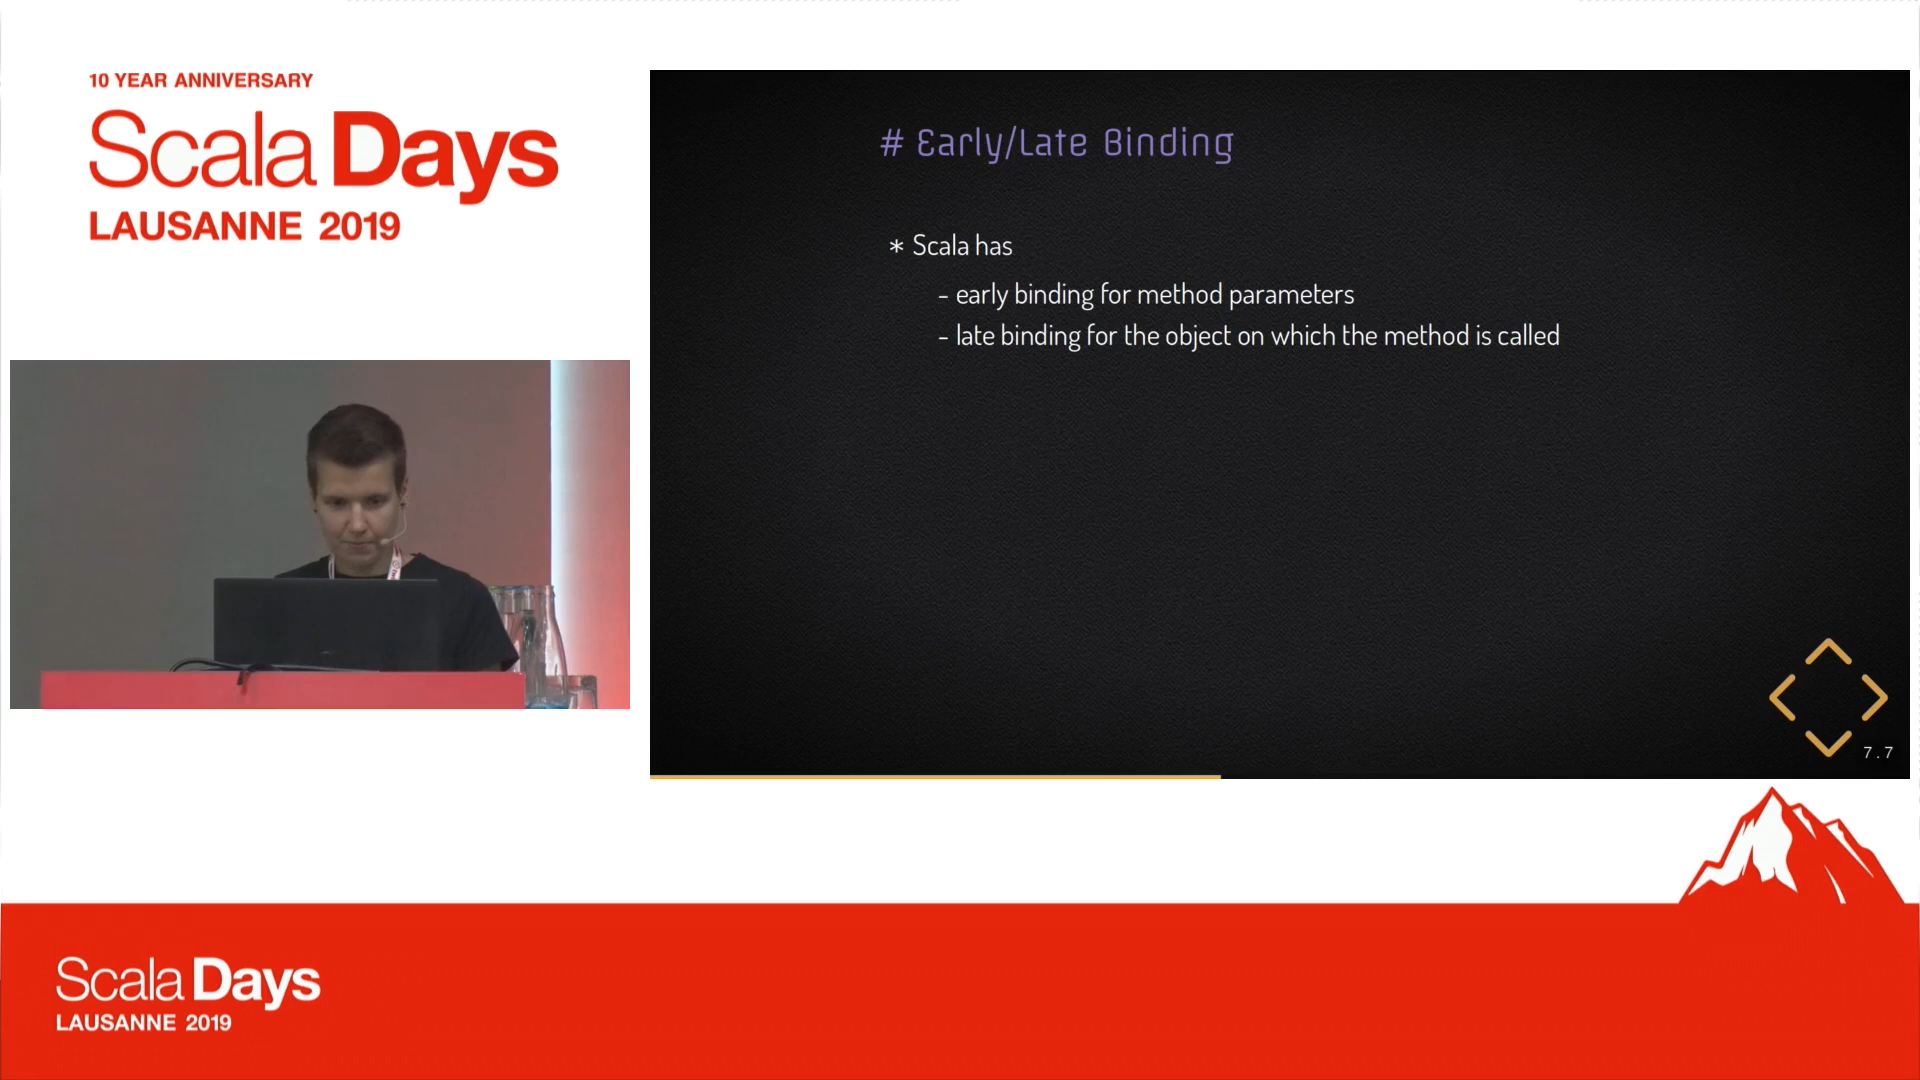 10 YEAR ANNIVERSARY
Scala Days
LAUSANNE 2019
# Early/Late Binding
* Scala has
- early binding for method parameters
- late binding for the object on which the method is called
7.7
Scala Days
LAUSANNE 2019